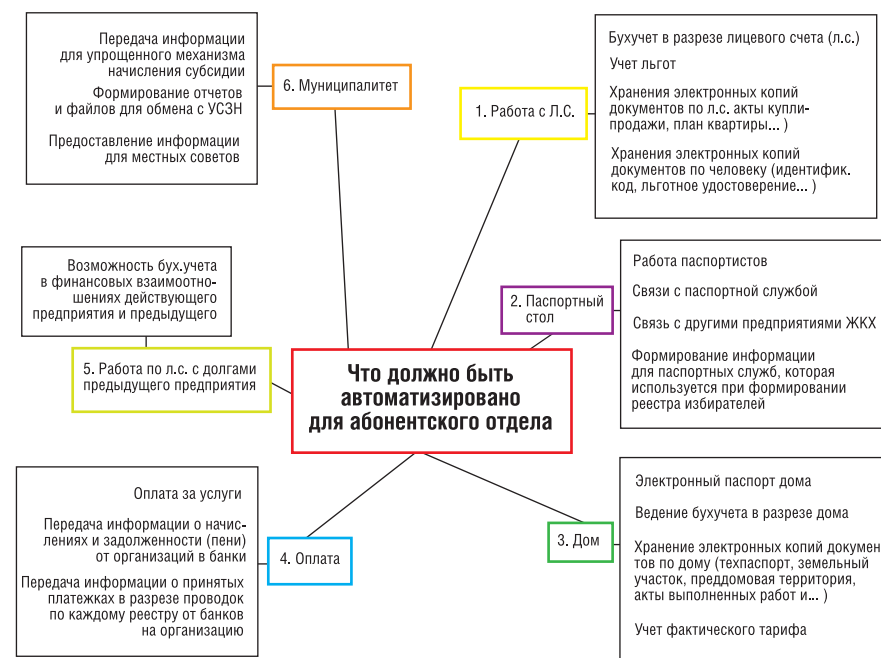 Что должно быть
автоматизировано
для абонентского отдела
1. Работа с Л.С.
Бухучет в разрезе лицевого счета (л.с.)
Учет льгот
Хранения электронных копий
документов по л.с. акты купли-
продажи, план квартиры... )
Хранения электронных копий
документов по человеку (идентифик.
код, льготное удостоверение... )
2. Паспортный
стол
Работа паспортистов
Связи с паспортной службой
Связь с другими предприятиями ЖКХ
Формирование информации
для паспортных служб, которая
используется при формировании
реестра избирателей
3. Дом
Электронный паспорт дома
Ведение бухучета в разрезе дома
Хранение электронных копий докумен
тов по дому (техпаспорт, земельный
участок, преддомовая территория,
акты выполненных работ и... )
Учет фактического тарифа
4. Оплата
Оплата за услуги
Передача информации о начис-
лениях и задолженности (пени)
от организаций в банки
Передача информации о принятых
платежках в разрезе проводок
по каждому реестру от банков
на организацию
5. Работа по л.с. с долгами
предыдущего предприятия
Возможность бух.учета
в финансовых взаимоотно-
шениях действующего
предприятия и предыдущего
6. Муниципалитет
Передача информации
для упрощенного механизма
начисления субсидии
Формирование отчетов
и файлов для обмена с УСЗН
Предоставление информации
для местных советов